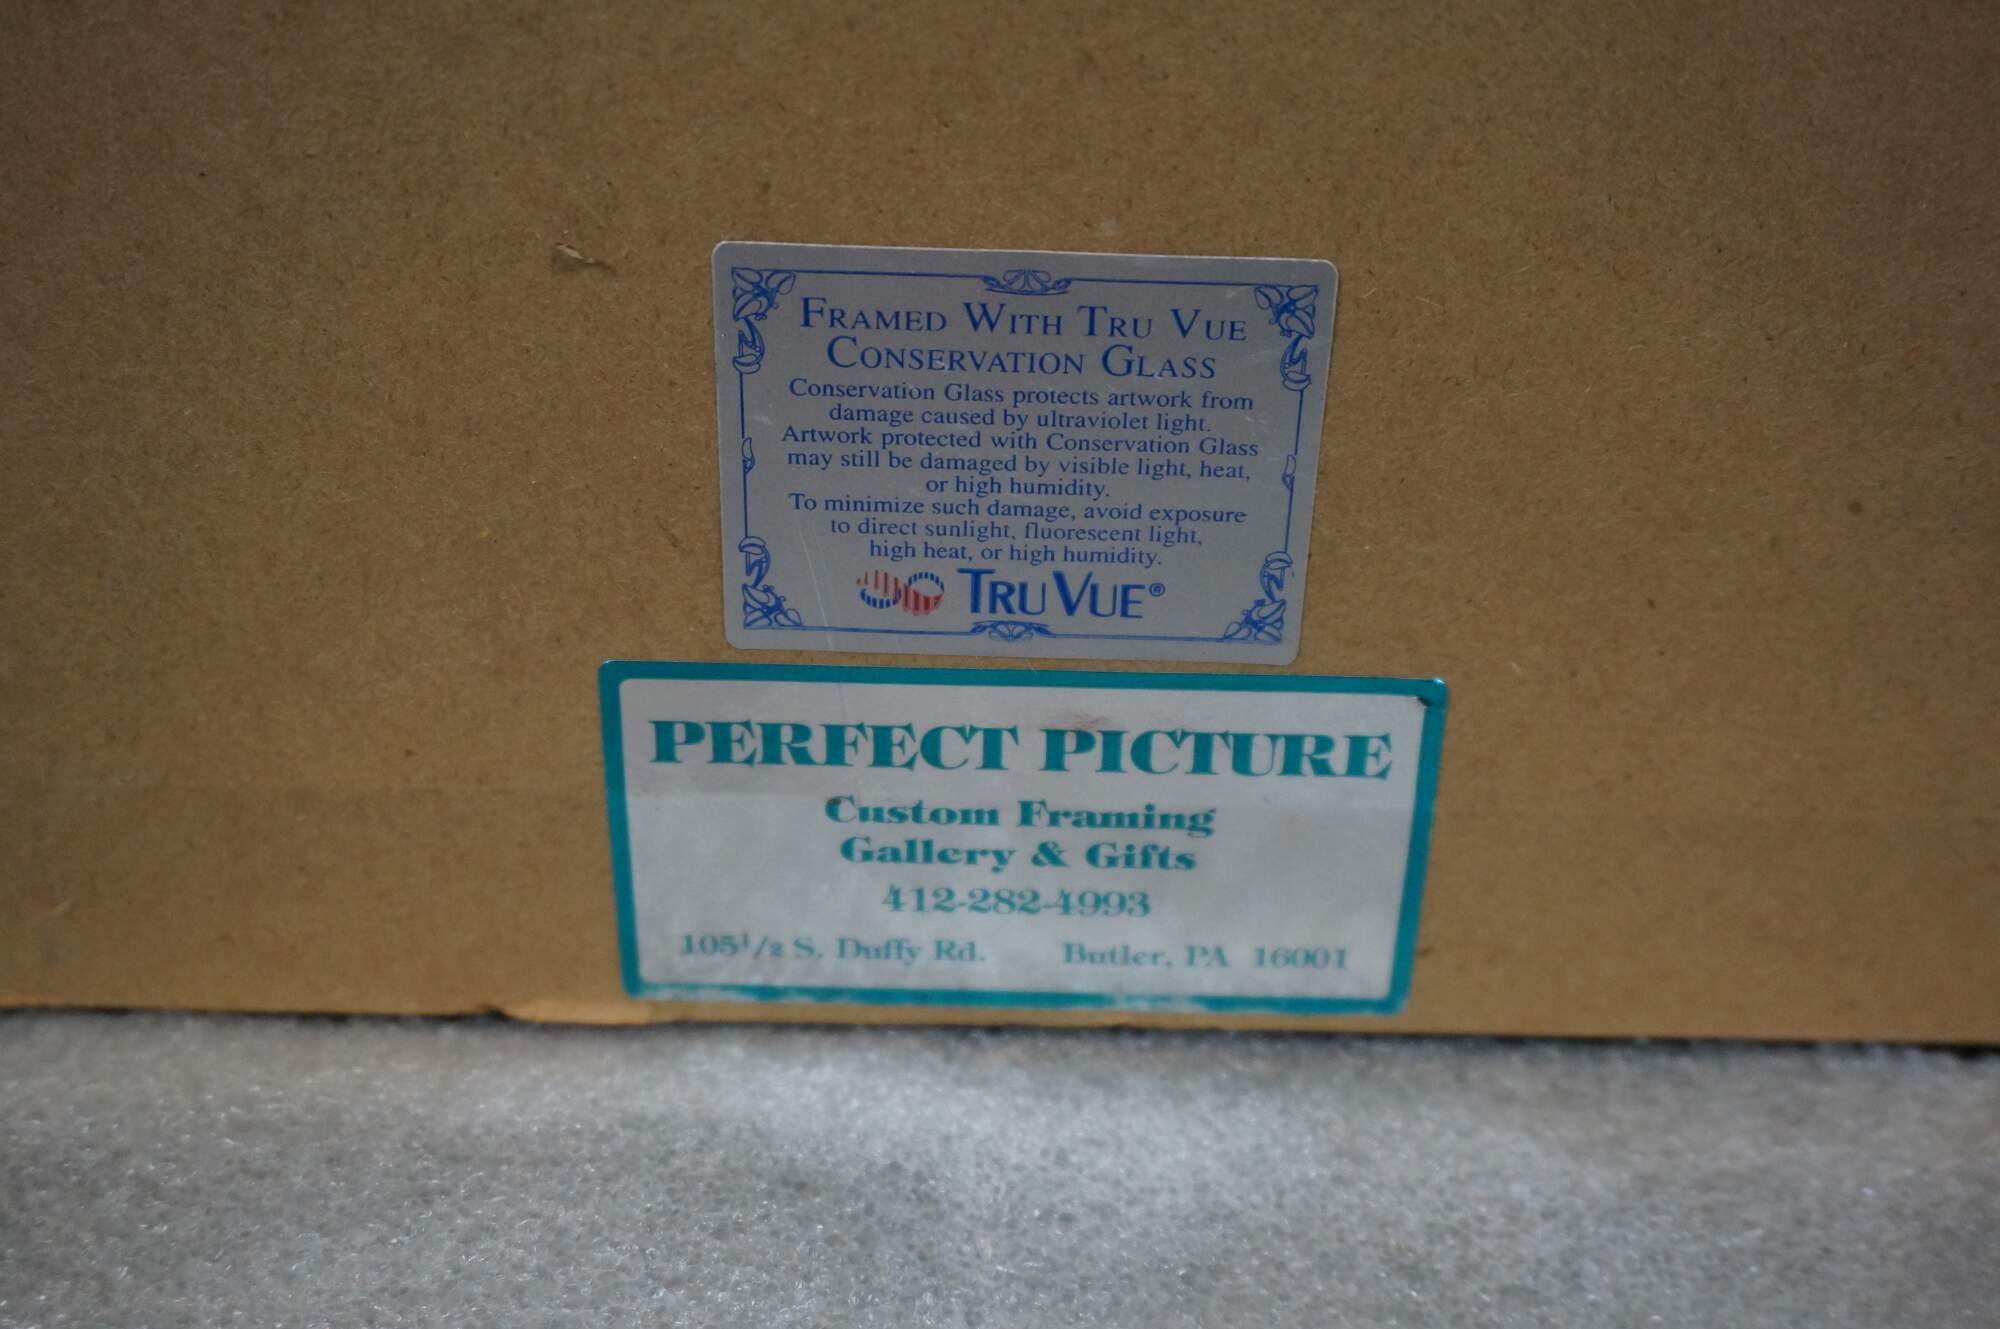 FRAMED WITH TRU VUE
CONSERVATION GLASS
Conservation Glass protects artwork from
damage caused by ultraviolet light.
Artwork protected with Conservation Glass
may still be damaged by visible light, heat,
or high humidity.
To minimize such damage, avoid exposure
to direct sunlight, fluorescent light,
high heat, or high humidity.
TRU VUE®
PERFECT PICTURE
Custom Framing
Gallery & Gifts
412-282-4993
105¹/2 S. Duffy Rd. Butler, PA 16001